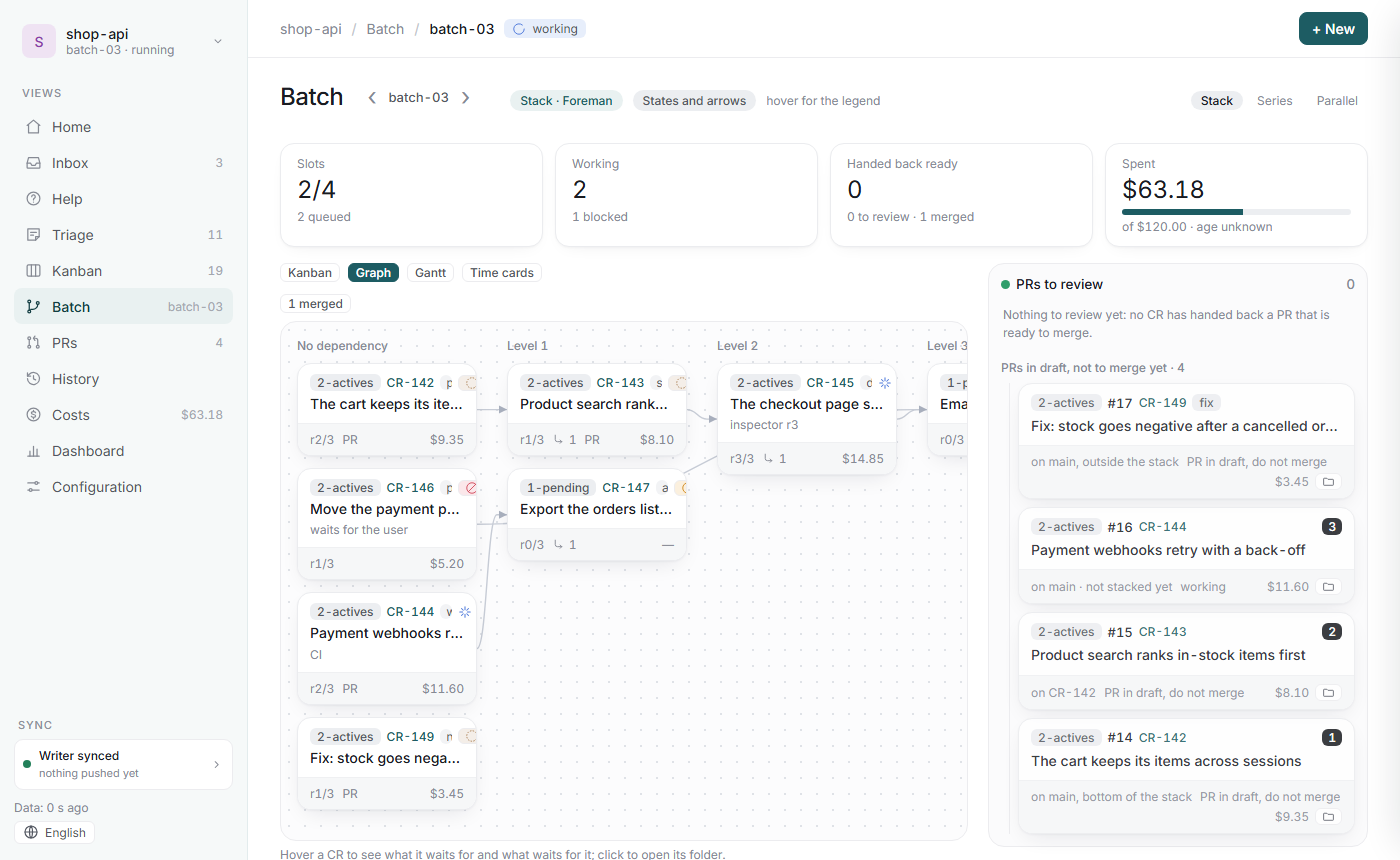 S
shop-api
batch-03 · running
VIEWS
Home
Inbox 3
Help
Triage 11
Kanban 19
Batch batch-03
PRs 4
History
Costs $63.18
Dashboard
Configuration
SYNC
Writer synced
nothing pushed yet
Data: 0 s ago
English
shop-api / Batch / batch-03 working
+ New
Batch batch-03 Stack · Foreman States and arrows hover for the legend
Stack Series Parallel
Slots
2/4
2 queued
Working
2
1 blocked
Handed back ready
0
0 to review · 1 merged
Spent
$63.18
of $120.00 · age unknown
Kanban Graph Gantt Time cards
1 merged
No dependency
2-actives CR-142 p
The cart keeps its ite...
r2/3 PR $9.35
2-actives CR-146 p
Move the payment p...
waits for the user
r1/3 $5.20
2-actives CR-144
Payment webhooks r...
CI
r2/3 PR $11.60
2-actives CR-149
Fix: stock goes nega...
r1/3 PR $3.45
Level 1
2-actives CR-143 s
Product search rank...
r1/3 1 PR $8.10
1-pending CR-147 a
Export the orders list...
r0/3 1 —
Level 2
2-actives CR-145
The checkout page s...
inspector r3
r3/3 1 $14.85
Level 3
1-p
Ema
r0/3
Hover a CR to see what it waits for and what waits for it; click to open its folder.
PRs to review 0
Nothing to review yet: no CR has handed back a PR that is
ready to merge.
PRs in draft, not to merge yet · 4
2-actives #17 CR-149 fix
Fix: stock goes negative after a cancelled or...
on main, outside the stack PR in draft, do not merge
$3.45
2-actives #16 CR-144 3
Payment webhooks retry with a back-off
on main · not stacked yet working $11.60
2-actives #15 CR-143 2
Product search ranks in-stock items first
on CR-142 PR in draft, do not merge $8.10
2-actives #14 CR-142 1
The cart keeps its items across sessions
on main, bottom of the stack PR in draft, do not merge
$9.35